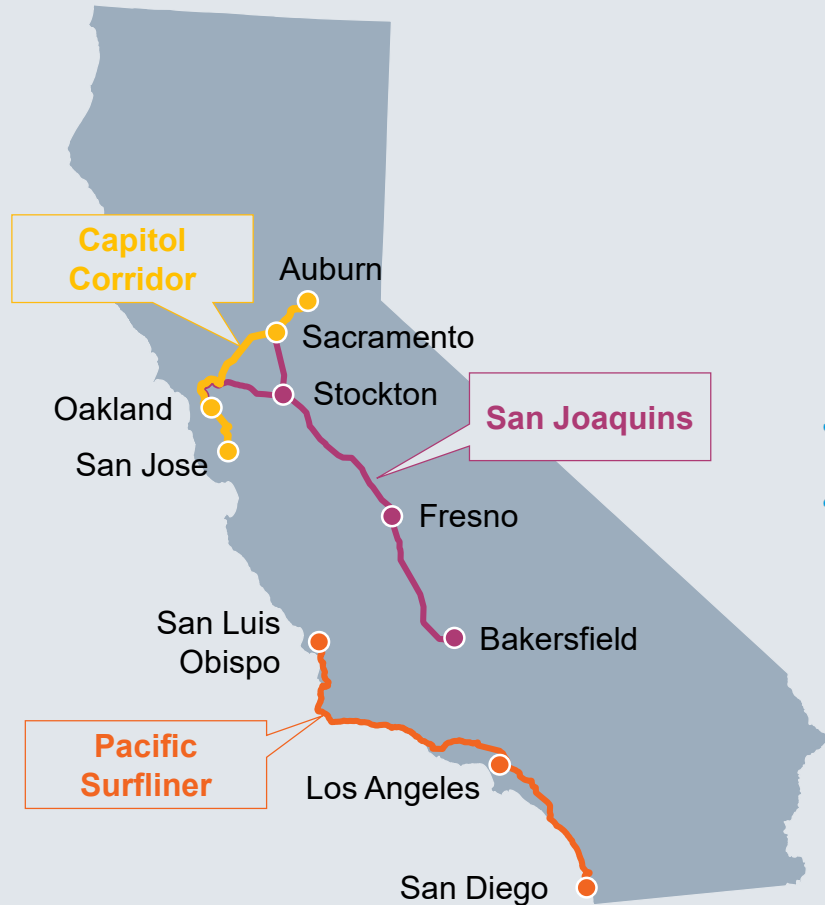 Capitol
Corridor
Auburn
Sacramento
Stockton
Oakland
San Joaquins
San Jose
Fresno
San Luis
Obispo
Bakersfield
Pacific
Surfliner
Los Angeles
San Diego